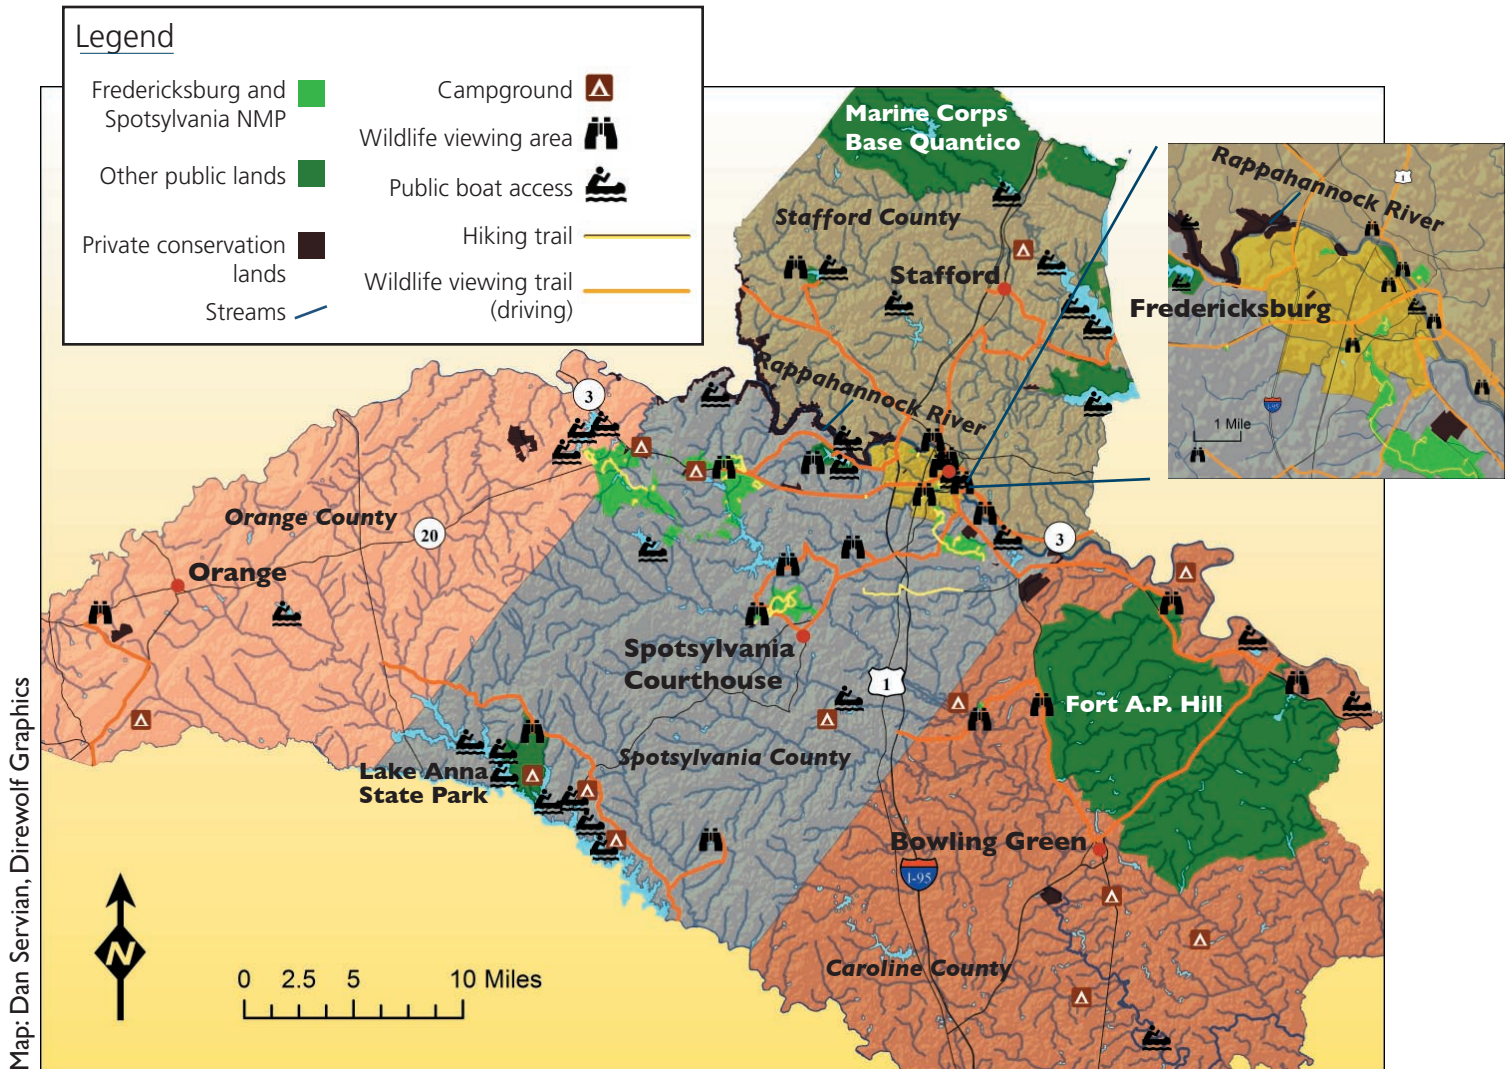 Legend
Fredericksburg and
Spotsylvania NMP
Other public lands
Private conservation
lands
Streams
Campground
Wildlife viewing area
Public boat access
Hiking trail
Wildlife viewing trail
(driving)
Marine Corps
Base Quantico
Stafford County
Stafford
Rappahannock River
Rappahannock River
1
Fredericksburg
I-95
1 Mile
3
Orange County
20
Orange
3
Spotsylvania
Courthouse
1
Fort A.P. Hill
Spotsylvania County
Lake Anna
State Park
Bowling Green
I-95
Caroline County
N
0 2.5 5 10 Miles
Map: Dan Servian, Direwolf Graphics